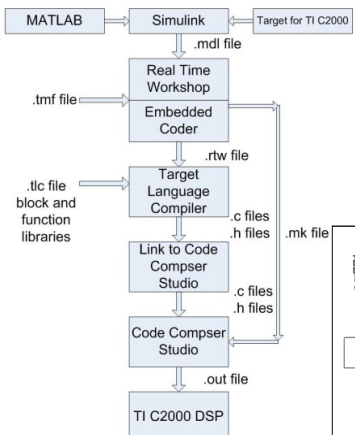 MATLAB
Simulink
Target for TI C2000
.mdl file
Real Time
Workshop
.tmf file
Embedded
Coder
.rtw file
.tlc file
block and
function
libraries
Target
Language
Compiler
.c files
.h files
.mk file
Link to Code
Compser
Studio
.c files
.h files
Code Compser
Studio
.out file
TI C2000 DSP